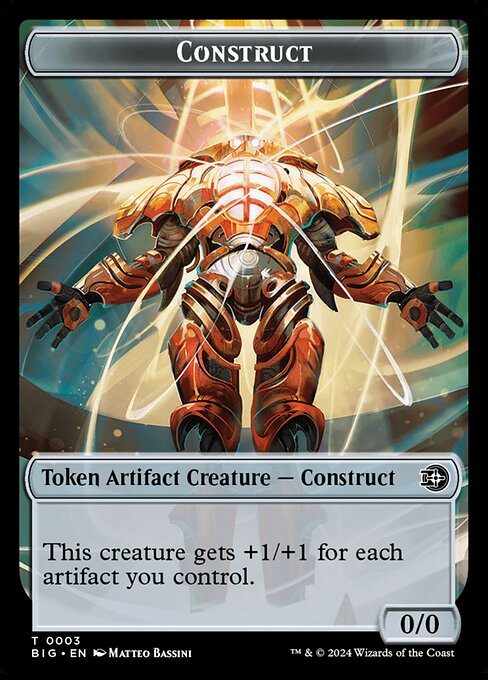 Construct
Token Artifact Creature — Construct
This creature gets +1/+1 for each
artifact you control.
0/0
T 0003
BIG • EN Matteo Bassini
™ & © 2024 Wizards of the Coast